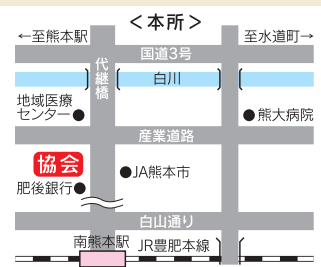 ＜本所＞
←至熊本駅
至水道町→
国道3号
代継橋
白川
地域医療
センター●
●熊大病院
産業道路
協会
●JA熊本市
肥後銀行●
白山通り
南熊本駅
JR豊肥本線